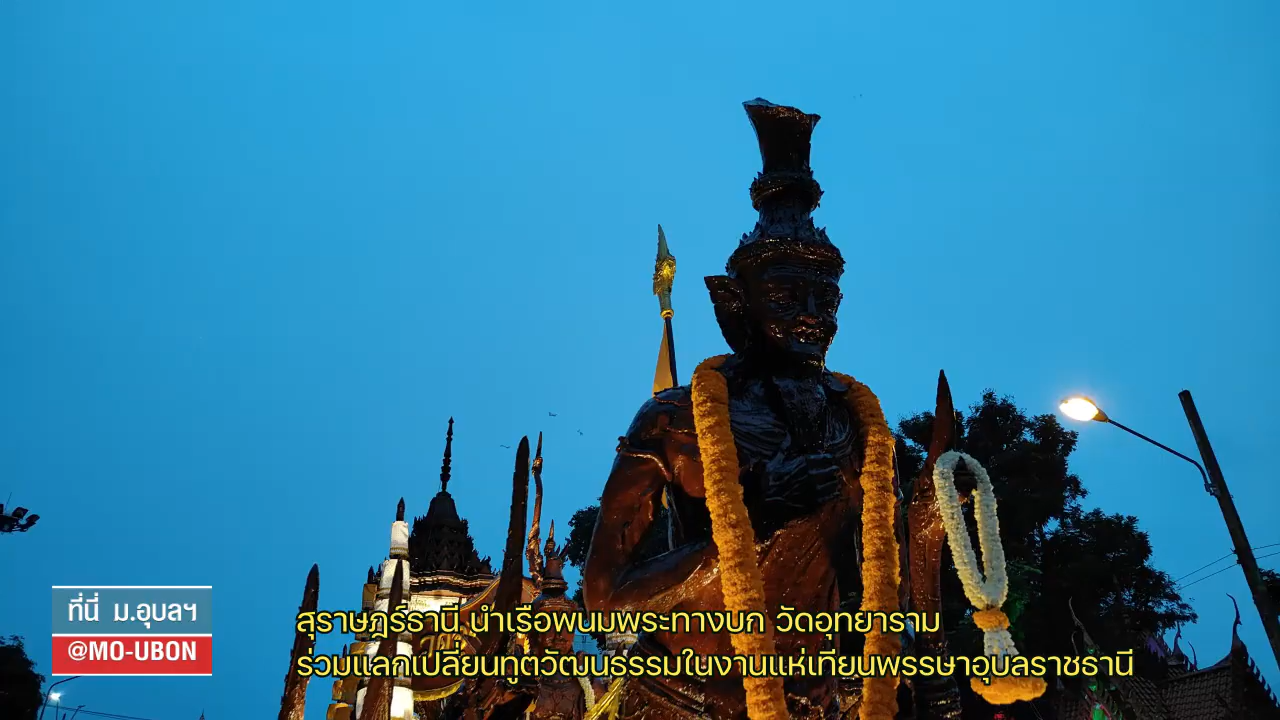 ที่นี่ ม.อุบลฯ
@MO-UBON
สุราษฎร์ธานี นำเรือพนมพระทางบก วัดอุทยาราม
ร่วมแลกเปลี่ยนทูตวัฒนธรรมในงานแห่เทียนพรรษาอุบลราชธานี